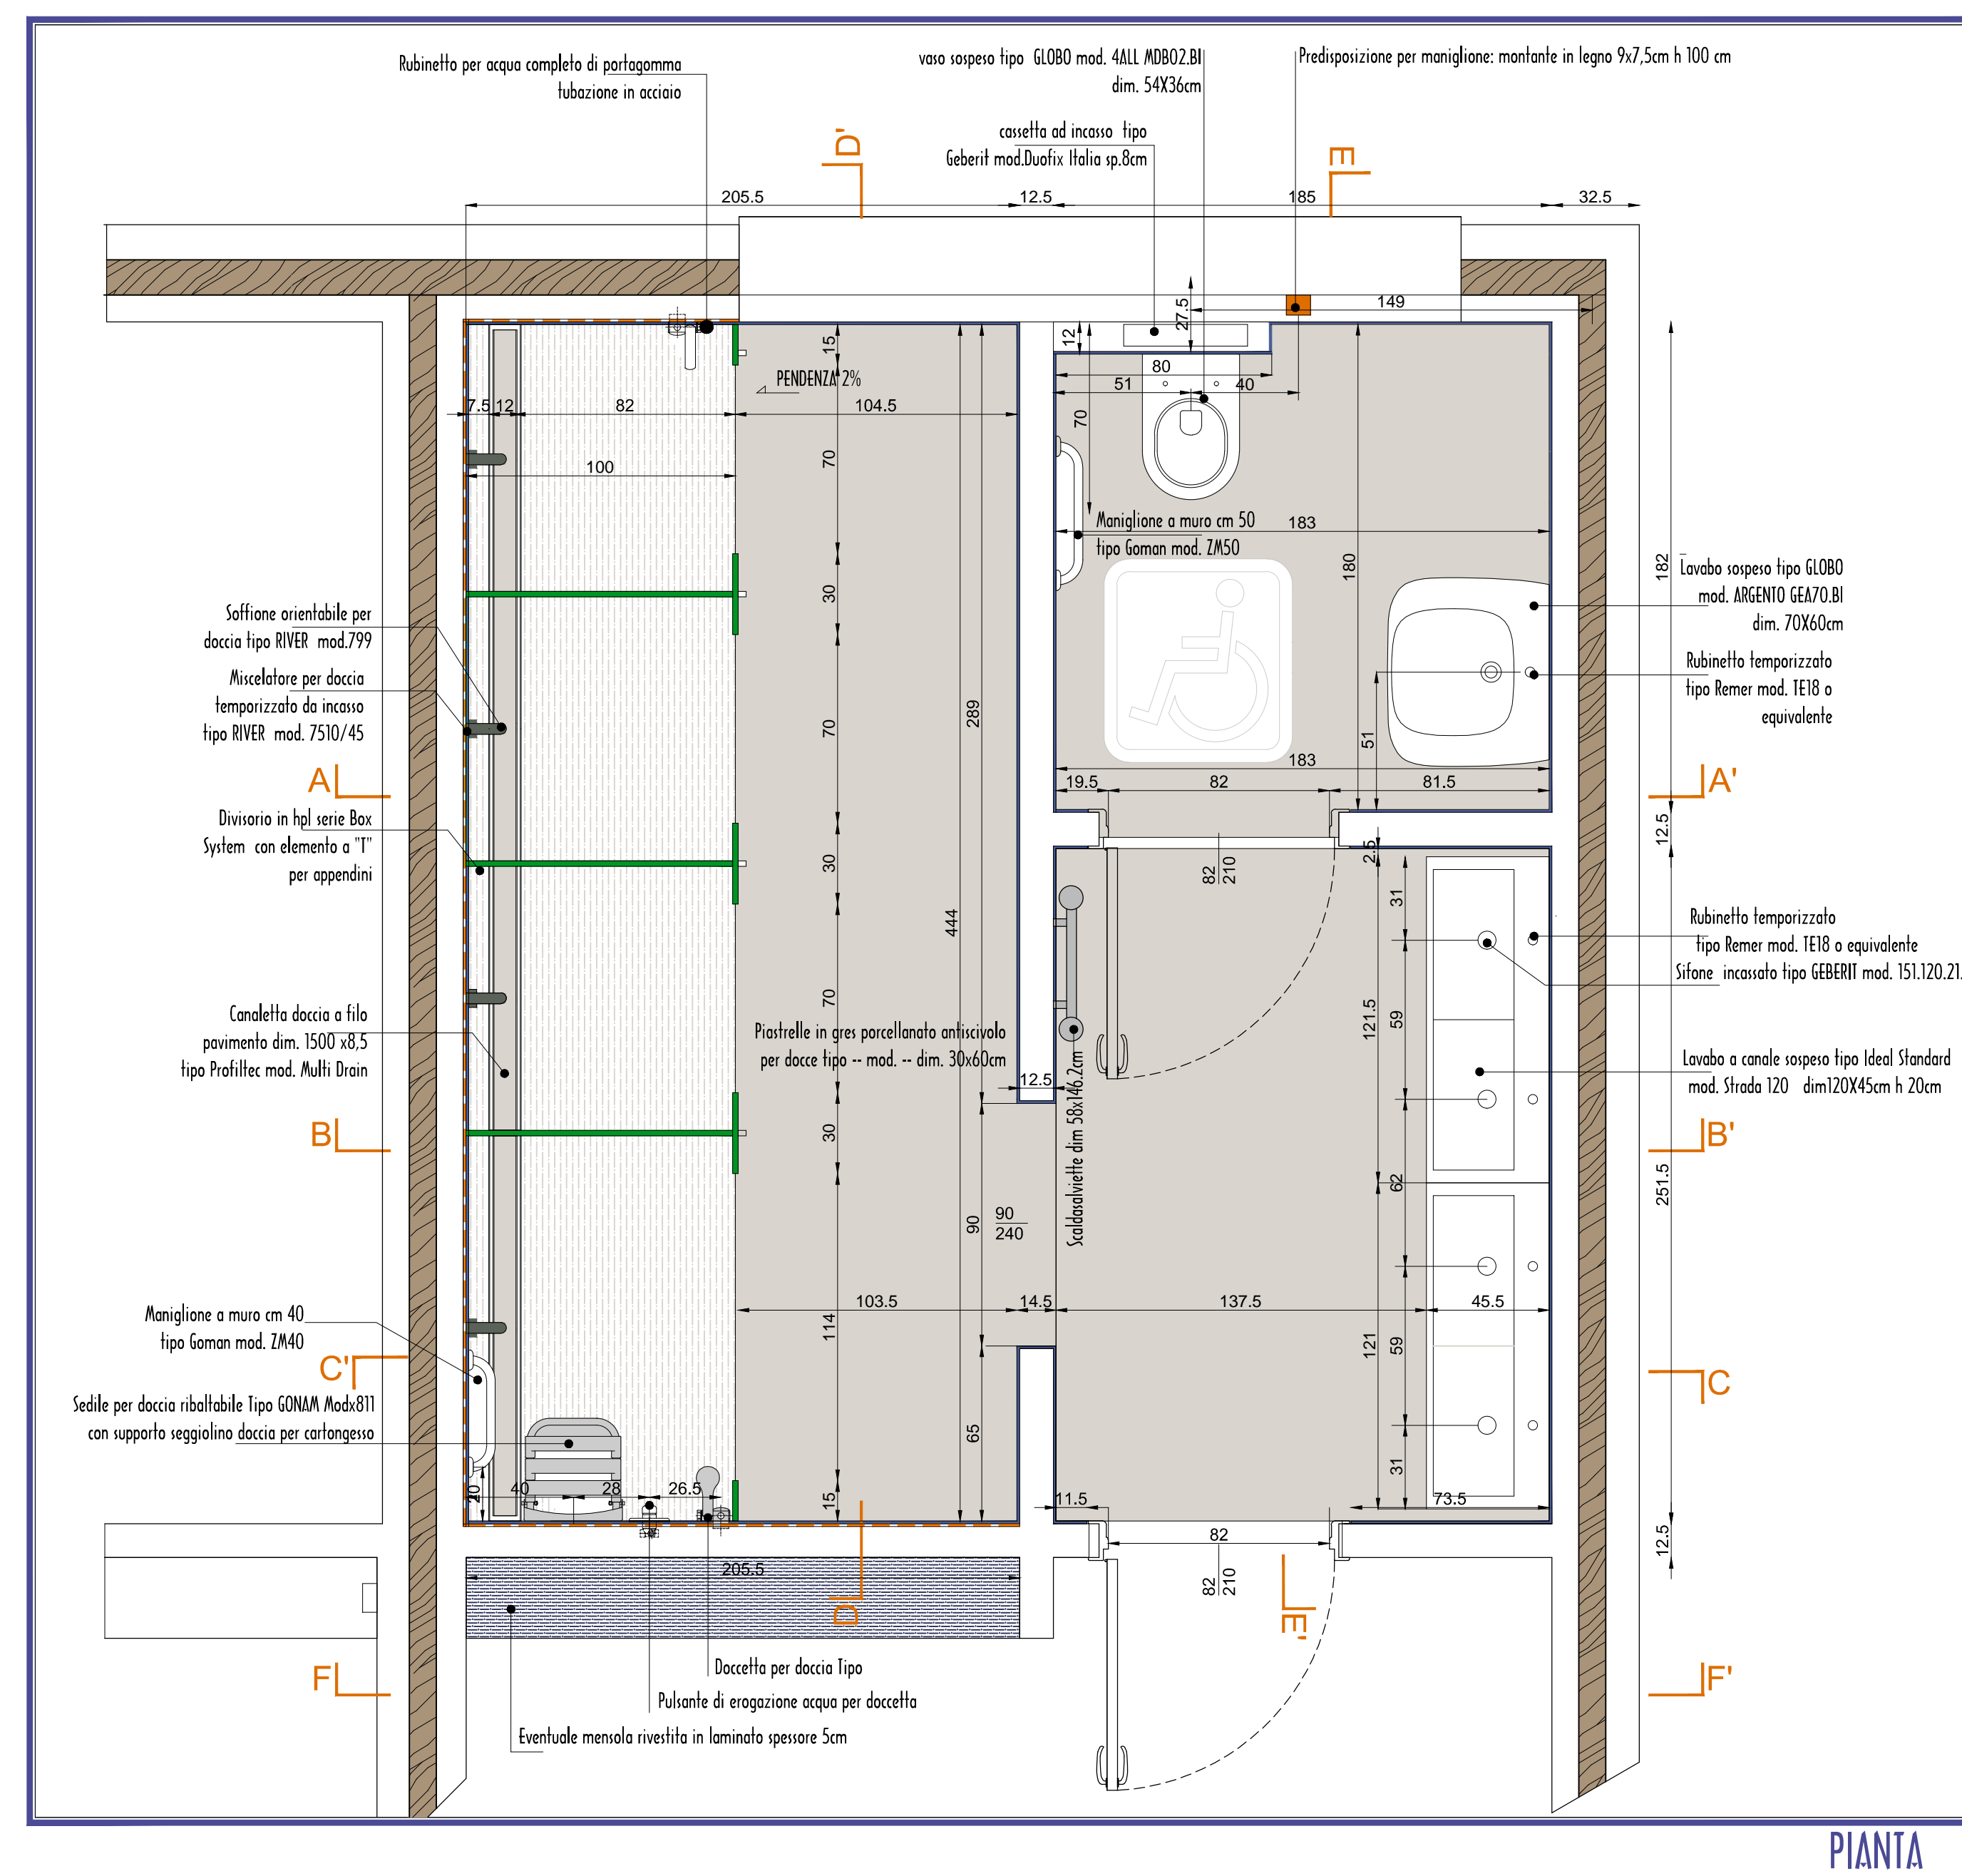 Rubinetto per acqua completo di portagomma
tubazione in acciaio
vaso sospeso tipo GLOBO mod. 4ALL MDB02.BI
dim. 54X36cm
Predisposizione per maniglione: montante in legno 9x7,5cm h 100 cm
cassetta ad incasso tipo
Geberit mod.Duofix Italia sp.8cm
D'
E
205.5
12.5
185
32.5
149
27.5
12
15
80
51
40
PENDENZA 2%
7.5
12
82
104.5
70
70
100
Maniglione a muro cm 50
tipo Goman mod. ZM50
183
180
182
30
Lavabo sospeso tipo GLOBO
mod. ARGENTO GEA70.BI
dim. 70X60cm
Soffione orientabile per
doccia tipo RIVER mod.799
Rubinetto temporizzato
tipo Remer mod. TE18 o
equivalente
Miscelatore per doccia
temporizzato da incasso
tipo RIVER mod. 7510/45
289
70
51
183
A
A'
19.5
82
81.5
Divisorio in hpl serie Box
System con elemento a "T"
per appendini
12.5
2.5
30
82
210
31
444
Rubinetto temporizzato
tipo Remer mod. TE18 o equivalente
Sifone incassato tipo GEBERIT mod. 151.120.21.
70
121.5
59
Canaletta doccia a filo
pavimento dim. 1500 x8,5
tipo Profiltec mod. Multi Drain
Piastrelle in gres porcellanato antiscivolo
per docce tipo -- mod. -- dim. 30x60cm
Lavabo a canale sospeso tipo Ideal Standard
mod. Strada 120 dim120X45cm h 20cm
12.5
Scaldasalviette dim 58x146.2cm
B
B'
30
62
251.5
90
90
240
103.5
14.5
137.5
45.5
114
121
59
Maniglione a muro cm 40
tipo Goman mod. ZM40
C'
C
Sedile per doccia ribaltabile Tipo GONAM Modx811
con supporto seggiolino doccia per cartongesso
65
31
20
40
28
26.5
15
11.5
73.5
82
12.5
205.5
82
210
D
E'
F
F'
Doccetta per doccia Tipo
Pulsante di erogazione acqua per doccetta
Eventuale mensola rivestita in laminato spessore 5cm
PIANTA